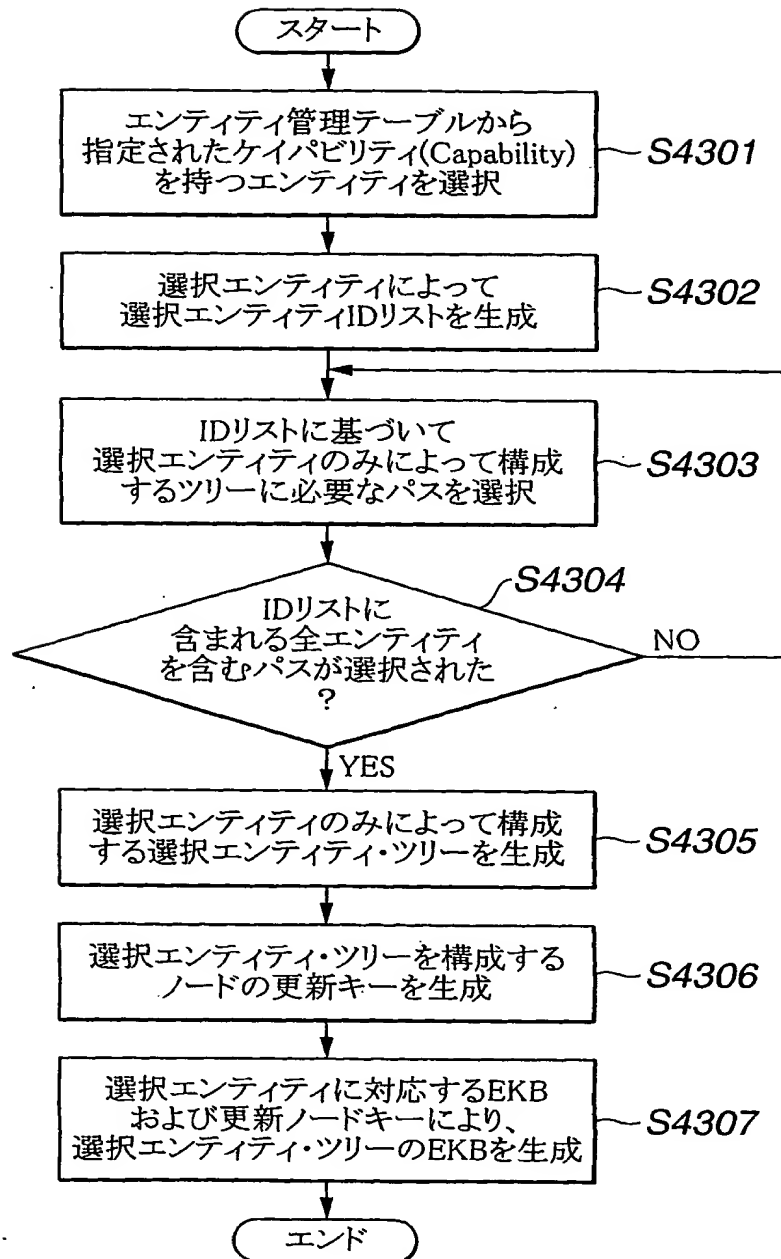 スタート
エンティティ管理テーブルから
指定されたケイパビリティ(Capability)
を持つエンティティを選択
S4301
選択エンティティによって
選択エンティティIDリストを生成
S4302
IDリストに基づいて
選択エンティティのみによって構成
するツリーに必要なパスを選択
S4303
S4304
IDリストに
含まれる全エンティティ
を含むパスが選択された
?
NO
YES
選択エンティティのみによって構成
する選択エンティティ・ツリーを生成
S4305
選択エンティティ・ツリーを構成する
ノードの更新キーを生成
S4306
選択エンティティに対応するEKB
および更新ノードキーにより、
選択エンティティ・ツリーのEKBを生成
S4307
エンド